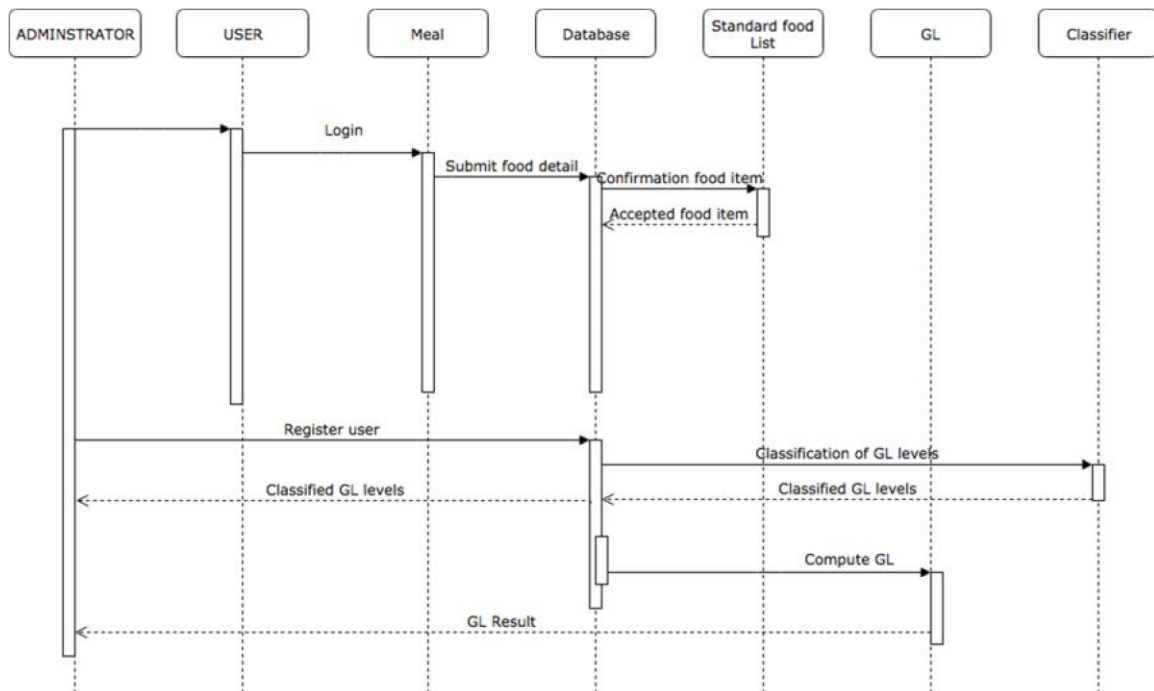 ADMINSTRATOR
USER
Meal
Database
Standard food
List
GL
Classifier
Login
Submit food detail
Confirmation food item
Accepted food item
Register user
Classification of GL levels
Classified GL levels
Classified GL levels
Compute GL
GL Result